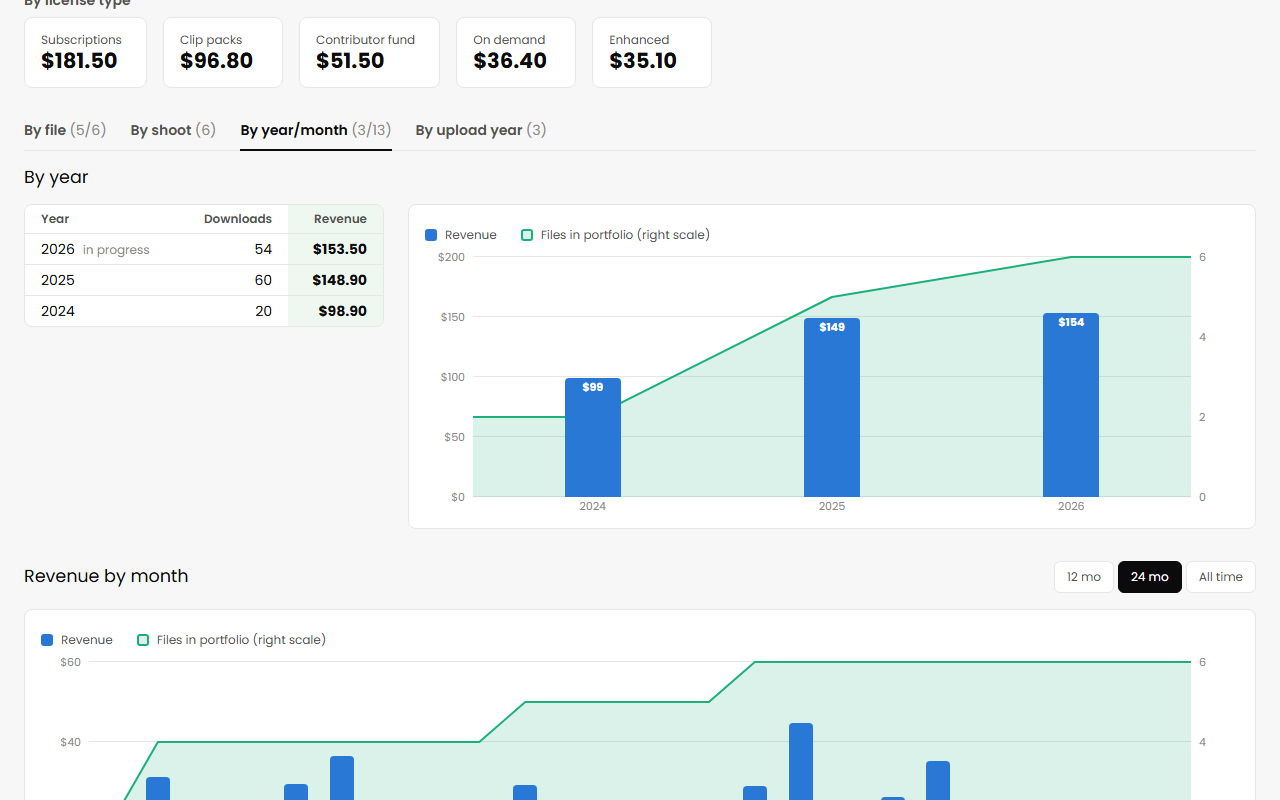 By license type
Subscriptions Clip packs Contributor fund On demand Enhanced
$181.50 $96.80 $51.50 $36.40 $35.10
By file (5/6) By shoot (6) By year/month (3/13) By upload year (3)
By year
Year Downloads Revenue
2026 in progress 54 $153.50
2025 60 $148.90
2024 20 $98.90
Revenue Files in portfolio (right scale)
$200 6
$150
4
$100
2
$50
$0 0
$99 $149 $154
2024 2025 2026
Revenue by month
12 mo 24 mo All time
Revenue Files in portfolio (right scale)
$60 6
$40 4